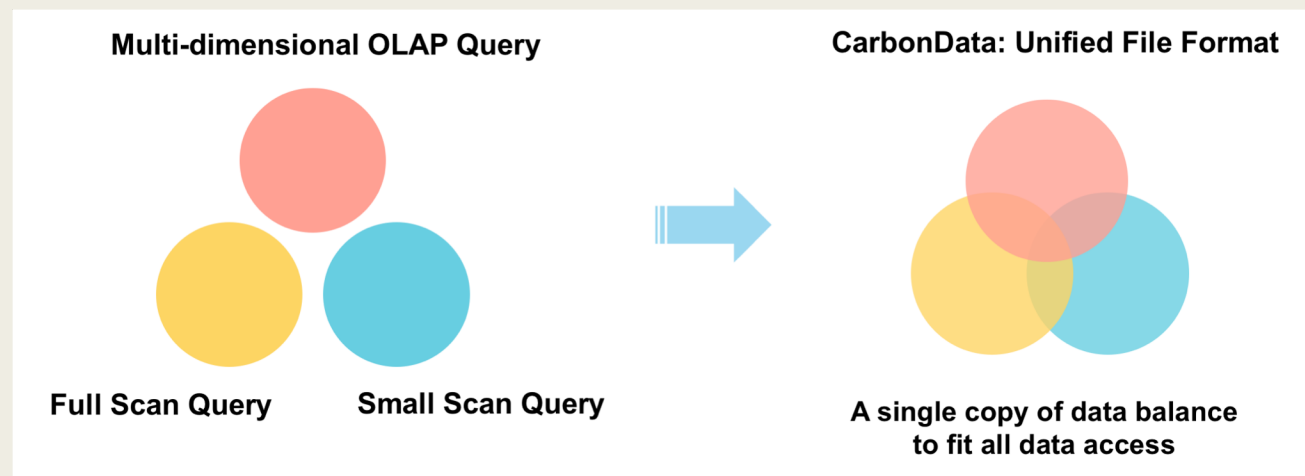 Multi-dimensional OLAP Query
CarbonData: Unified File Format
Full Scan Query
Small Scan Query
A single copy of data balance
to fit all data access